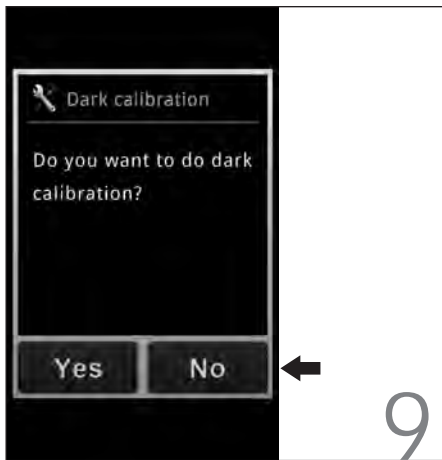 Dark calibration
Do you want to do dark
calibration?
Yes
No
9